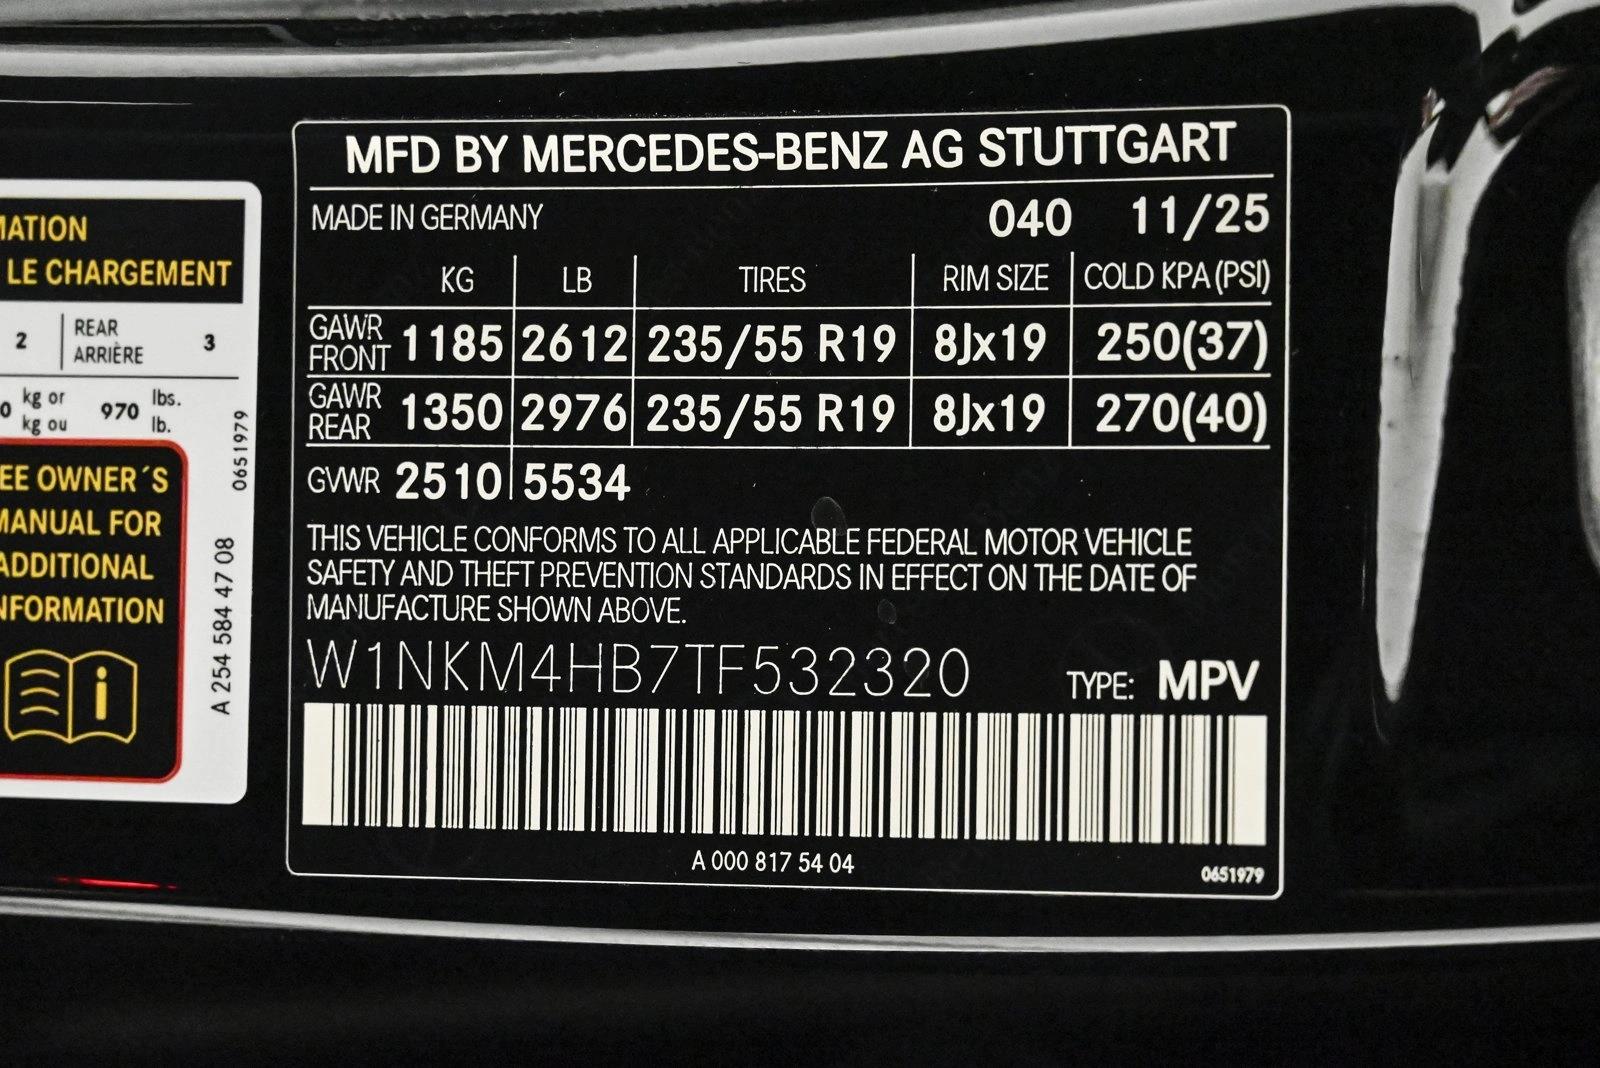 MATION
LE CHARGEMENT
2 REAR ARRIÈRE 3
0 kg or kg ou 970 lbs. lb.
0651979
EE OWNER´S
MANUAL FOR
ADDITIONAL
NFORMATION
A 254 584 47 08
MFD BY MERCEDES-BENZ AG STUTTGART
MADE IN GERMANY 040 11/25
KG LB TIRES RIM SIZE COLD KPA (PSI)
GAWR FRONT 1185 2612 235/55 R19 8Jx19 250(37)
GAWR REAR 1350 2976 235/55 R19 8Jx19 270(40)
GVWR 2510 5534
THIS VEHICLE CONFORMS TO ALL APPLICABLE FEDERAL MOTOR VEHICLE
SAFETY AND THEFT PREVENTION STANDARDS IN EFFECT ON THE DATE OF
MANUFACTURE SHOWN ABOVE.
W1NKM4HB7TF532320 TYPE: MPV
A 000 817 54 04
0651979